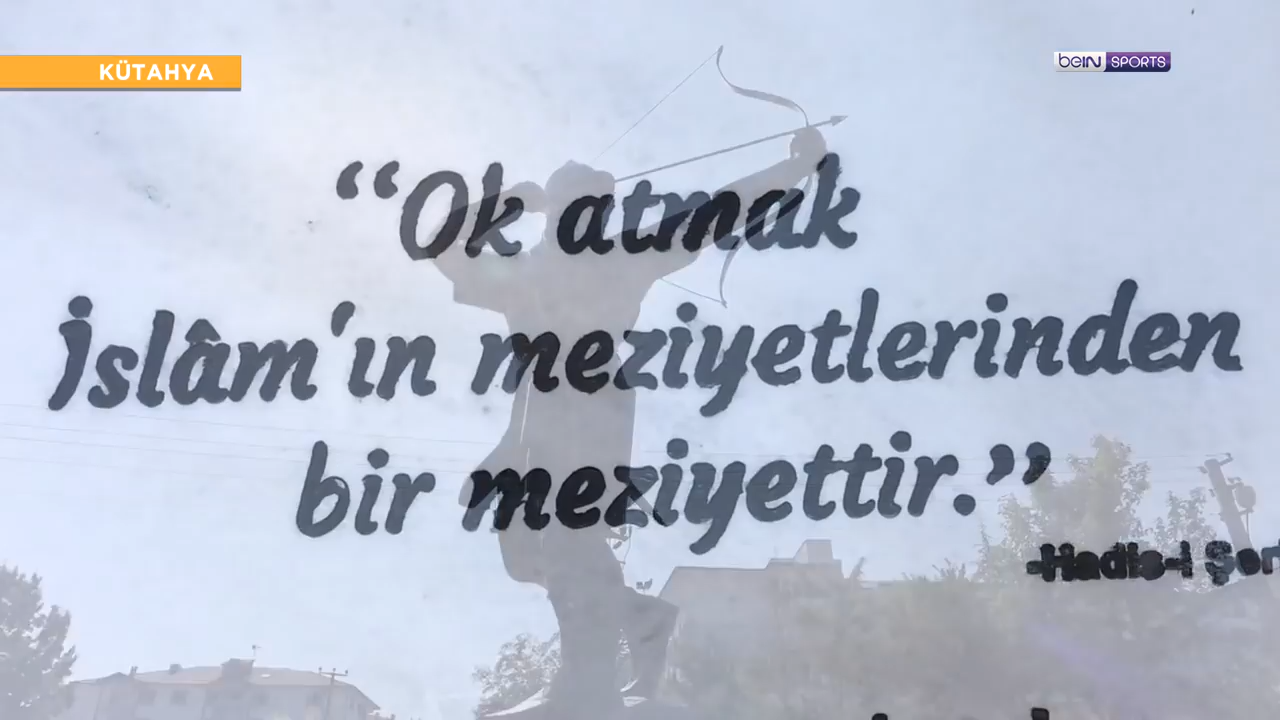 KÜTAHYA
beIN SPORTS
“Ok atmak
İslâm'ın meziyetlerinden
bir meziyettir.”